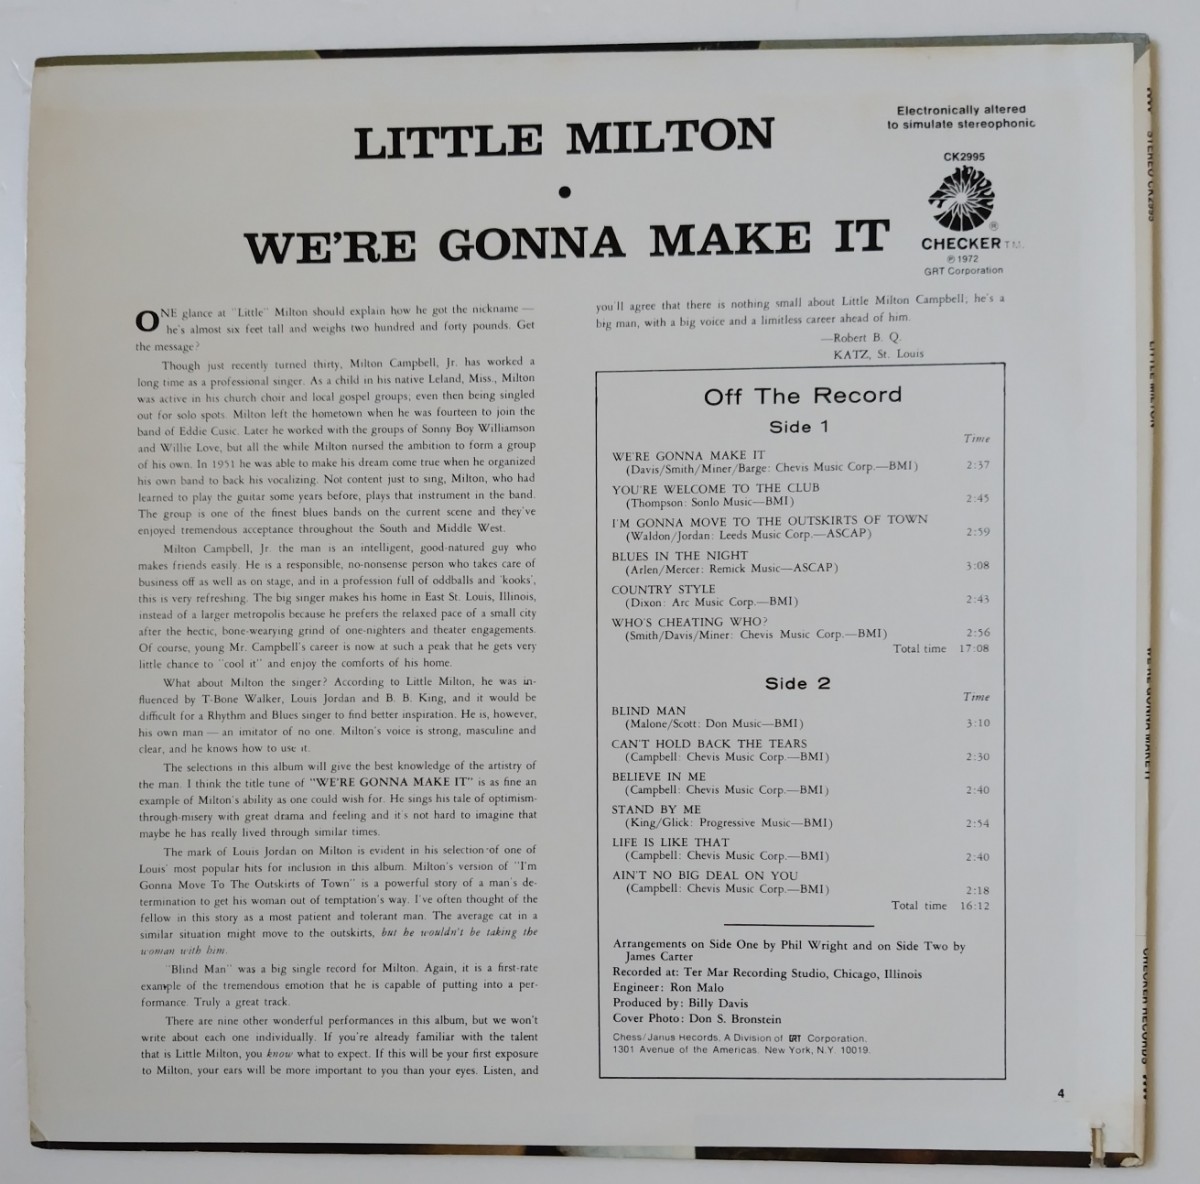 Electronically altered
to simulate stereophonic
LITTLE MILTON
•
WE'RE GONNA MAKE IT
CK2995
®
CHECKER T.M.
℗ 1972
GRT Corporation
ONE glance at "Little" Milton should explain how he got the nickname —
he's almost six feet tall and weighs two hundred and forty pounds. Get
the message?
Though just recently turned thirty, Milton Campbell, Jr. has worked a
long time as a professional singer. As a child in his native Leland, Miss., Milton
was active in his church choir and local gospel groups, even then being singled
out for solo spots. Milton left the hometown when he was fourteen to join the
band of Eddie Cusic. Later he worked with the groups of Sonny Boy Williamson
and Willie Love, but all the while Milton nursed the ambition to form a group
of his own. In 1951 he was able to make his dream come true when he organized
his own band to back his vocalizing. Not content just to sing, Milton, who had
learned to play the guitar some years before, plays that instrument in the band.
The group is one of the finest blues bands on the current scene and they've
enjoyed tremendous acceptance throughout the South and Middle West.
Milton Campbell, Jr. the man is an intelligent, good-natured guy who
makes friends easily. He is a responsible, no-nonsense person who takes care of
business off as well as on stage, and in a profession full of oddballs and 'kooks',
this is very refreshing. The big singer makes his home in East St. Louis, Illinois,
instead of a larger metropolis because he prefers the relaxed pace of a small city
after the hectic, bone-wearying grind of one-nighters and theater engagements.
Of course, young Mr. Campbell's career is now at such a peak that he gets very
little chance to "cool it" and enjoy the comforts of his home.
What about Milton the singer? According to Little Milton, he was in-
fluenced by T-Bone Walker, Louis Jordan and B. B. King, and it would be
difficult for a Rhythm and Blues singer to find better inspiration. He is, however,
his own man — an imitator of no one. Milton's voice is strong, masculine and
clear, and he knows how to use it.
The selections in this album will give the best knowledge of the artistry of
the man. I think the title tune of "WE'RE GONNA MAKE IT" is as fine an
example of Milton's ability as one could wish for. He sings his tale of optimism-
through-misery with great drama and feeling and it's not hard to imagine that
maybe he has really lived through similar times.
The mark of Louis Jordan on Milton is evident in his selection of one of
Louis' most popular hits for inclusion in this album. Milton's version of "I'm
Gonna Move To The Outskirts of Town" is a powerful story of a man's de-
termination to get his woman out of temptation's way. I've often thought of the
fellow in this story as a most patient and tolerant man. The average cat in a
similar situation might move to the outskirts, but he wouldn't be taking the
woman with him.
"Blind Man" was a big single record for Milton. Again, it is a first-rate
example of the tremendous emotion that he is capable of putting into a per-
formance. Truly a great track.
There are nine other wonderful performances in this album, but we won't
write about each one individually. If you're already familiar with the talent
that is Little Milton, you know what to expect. If this will be your first exposure
to Milton, your ears will be more important to you than your eyes. Listen, and
you'll agree that there is nothing small about Little Milton Campbell; he's a
big man, with a big voice and a limitless career ahead of him.
—Robert B. Q.
KATZ, St. Louis
Off The Record
Side 1
Time
WE'RE GONNA MAKE IT
(Davis/Smith/Miner/Barge: Chevis Music Corp.—BMI) 2:37
YOU'RE WELCOME TO THE CLUB
(Thompson: Sonlo Music—BMI) 2:45
I'M GONNA MOVE TO THE OUTSKIRTS OF TOWN
(Waldon/Jordan: Leeds Music Corp.—ASCAP) 2:59
BLUES IN THE NIGHT
(Arlen/Mercer: Remick Music—ASCAP) 3:08
COUNTRY STYLE
(Dixon: Arc Music Corp.—BMI) 2:43
WHO'S CHEATING WHO?
(Smith/Davis/Miner: Chevis Music Corp.—BMI) 2:56
Total time 17:08
Side 2
Time
BLIND MAN
(Malone/Scott: Don Music—BMI) 3:10
CAN'T HOLD BACK THE TEARS
(Campbell: Chevis Music Corp.—BMI) 2:30
BELIEVE IN ME
(Campbell: Chevis Music Corp.—BMI) 2:40
STAND BY ME
(King/Glick: Progressive Music—BMI) 2:54
LIFE IS LIKE THAT
(Campbell: Chevis Music Corp.—BMI) 2:40
AIN'T NO BIG DEAL ON YOU
(Campbell: Chevis Music Corp.—BMI) 2:18
Total time 16:12
Arrangements on Side One by Phil Wright and on Side Two by
James Carter
Recorded at: Ter Mar Recording Studio, Chicago, Illinois
Engineer: Ron Malo
Produced by: Billy Davis
Cover Photo: Don S. Bronstein
Chess/Janus Records, A Division of GRT Corporation.
1301 Avenue of the Americas, New York, N.Y. 10019.
4
STEREO CK2995
LITTLE MILTON
WE'RE GONNA MAKE IT
CHECKER RECORDS